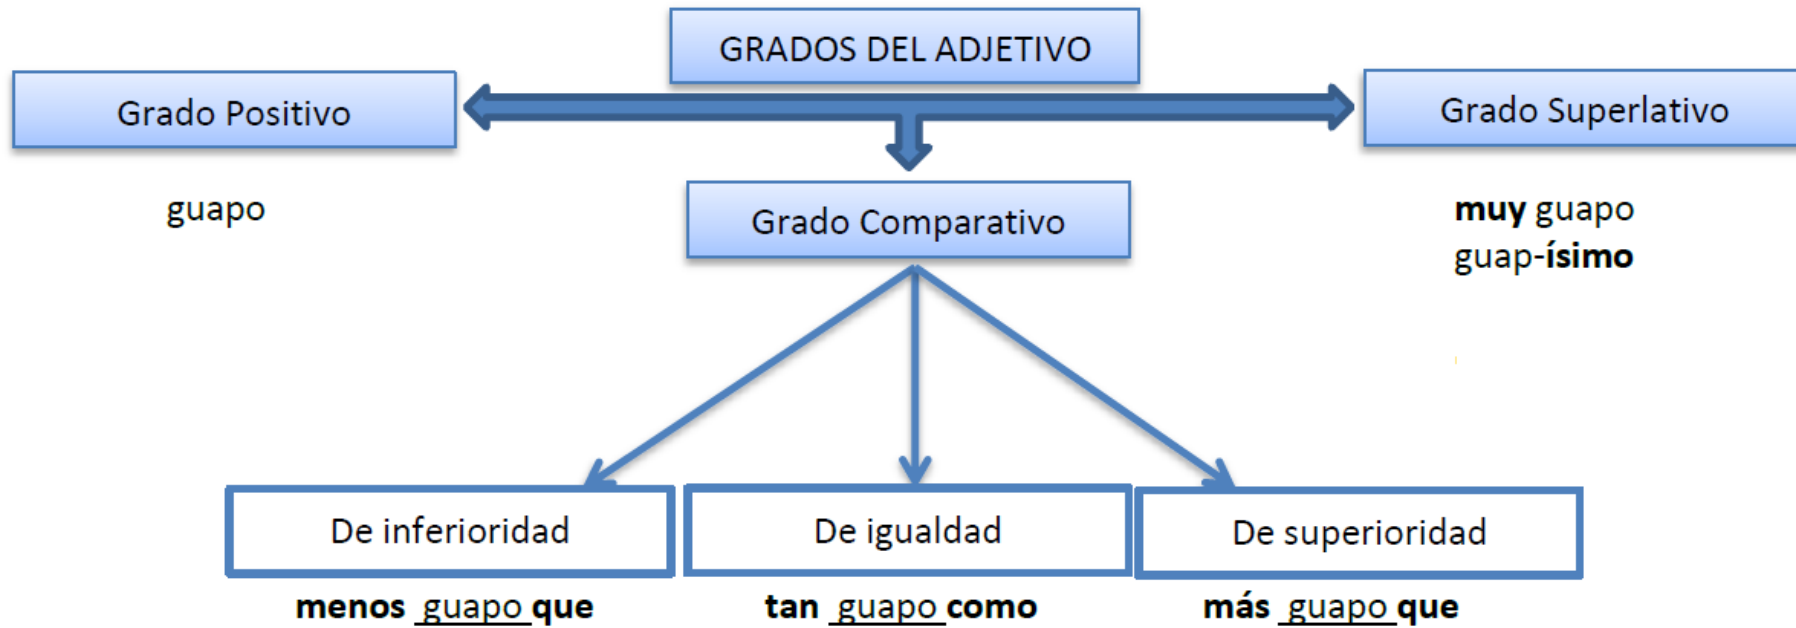 GRADOS DEL ADJETIVO
Grado Positivo
Grado Superlativo
guapo
Grado Comparativo
muy guapo
guap-ísimo
De inferioridad
De igualdad
De superioridad
menos guapo que
tan guapo como
más guapo que